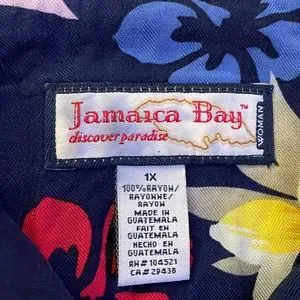 Jamaica Bay™
discover paradise
WOMAN
1X
100%RAYON/
RAYONNE/
RAYON
MADE IN
GUATEMALA
FAIT EN
GUATEMALA
HECHO EN
GUATEMALA
RN#104521
CA#29438